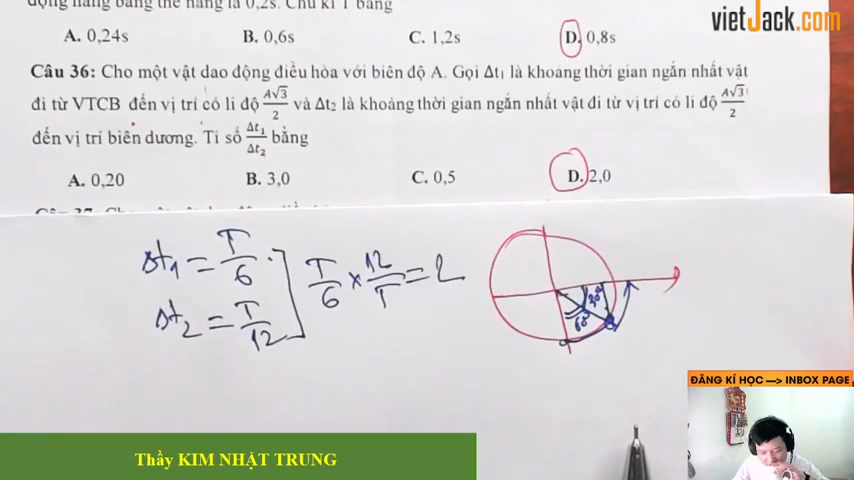 động năng bằng thế năng là 0,2s. Chu kì T bằng
vietJack.com
A. 0,24s B. 0,6s C. 1,2s D. 0,8s
Câu 36: Cho một vật dao động điều hòa với biên độ A. Gọi Δt₁ là khoảng thời gian ngắn nhất vật
đi từ VTCB đến vị trí có li độ A√3/2 và Δt₂ là khoảng thời gian ngắn nhất vật đi từ vị trí có li độ A√3/2
đến vị trí biên dương. Tỉ số Δt₁/Δt₂ bằng
A. 0,20 B. 3,0 C. 0,5 D. 2,0
Δt₁ = T/6
Δt₂ = T/12
T/6 × 12/T = 2
30°
60°
ĐĂNG KÍ HỌC —> INBOX PAGE
Thầy KIM NHẬT TRUNG